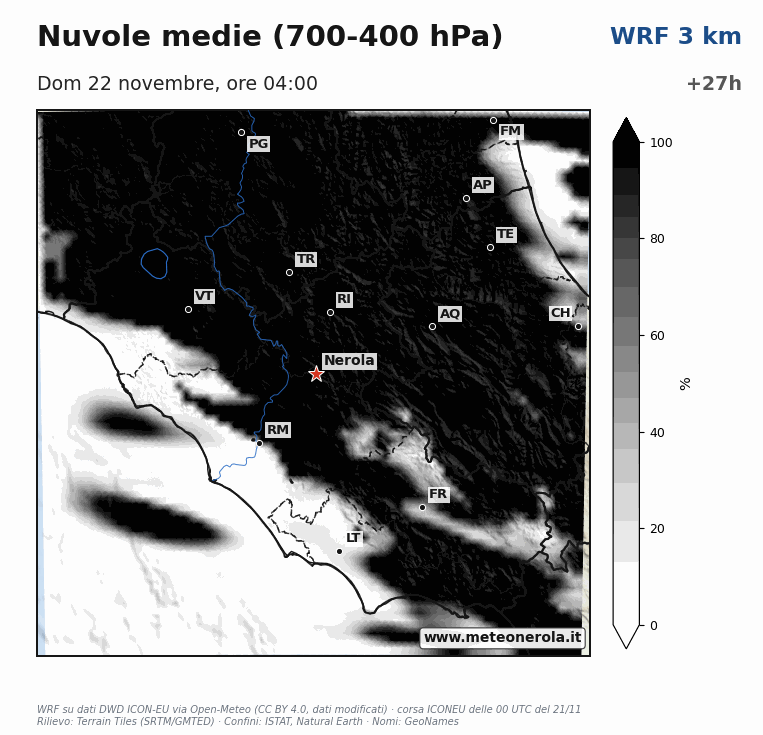 Nuvole medie (700-400 hPa)
WRF 3 km
Dom 22 novembre, ore 04:00
+27h
FM
PG
AP
TE
TR
VT
RI
AQ
CH
Nerola
RM
FR
LT
100
80
60
40
20
0
%
www.meteonerola.it
WRF su dati DWD ICON-EU via Open-Meteo (CC BY 4.0, dati modificati) · corsa ICONEU delle 00 UTC del 21/11
Rilievo: Terrain Tiles (SRTM/GMTED) · Confini: ISTAT, Natural Earth · Nomi: GeoNames